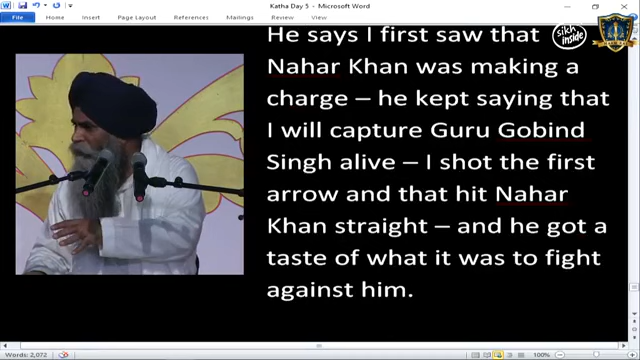 Katha Day 5 - Microsoft Word
File Home Insert Page Layout References Mailings Review View
sikh inside
He says I first saw that
Nahar Khan was making a
charge – he kept saying that
I will capture Guru Gobind
Singh alive – I shot the first
arrow and that hit Nahar
Khan straight – and he got a
taste of what it was to fight
against him.
Words: 2,072
100%